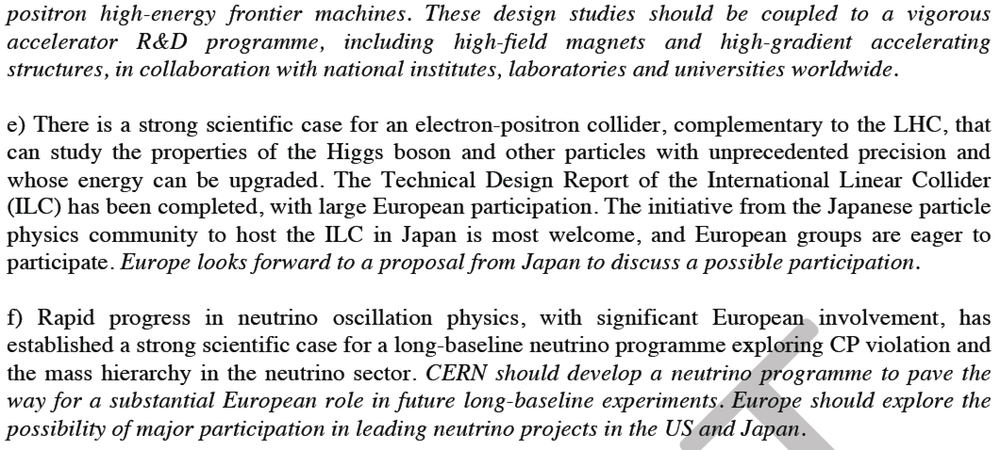 positron high-energy frontier machines. These design studies should be coupled to a vigorous
accelerator R&D programme, including high-field magnets and high-gradient accelerating
structures, in collaboration with national institutes, laboratories and universities worldwide.
e) There is a strong scientific case for an electron-positron collider, complementary to the LHC, that
can study the properties of the Higgs boson and other particles with unprecedented precision and
whose energy can be upgraded. The Technical Design Report of the International Linear Collider
(ILC) has been completed, with large European participation. The initiative from the Japanese particle
physics community to host the ILC in Japan is most welcome, and European groups are eager to
participate. Europe looks forward to a proposal from Japan to discuss a possible participation.
f) Rapid progress in neutrino oscillation physics, with significant European involvement, has
established a strong scientific case for a long-baseline neutrino programme exploring CP violation and
the mass hierarchy in the neutrino sector. CERN should develop a neutrino programme to pave the
way for a substantial European role in future long-baseline experiments. Europe should explore the
possibility of major participation in leading neutrino projects in the US and Japan.